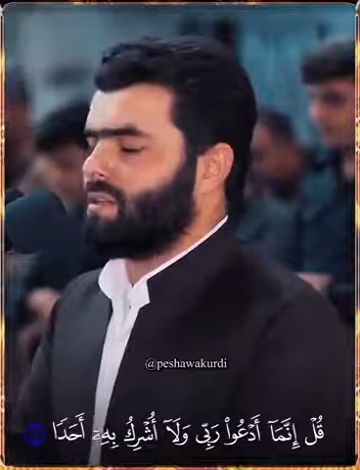 @peshawakurdi
قُلْ إِنَّمَآ أَدْعُوا۟ رَبِّى وَلَآ أُشْرِكُ بِهِۦٓ أَحَدًا